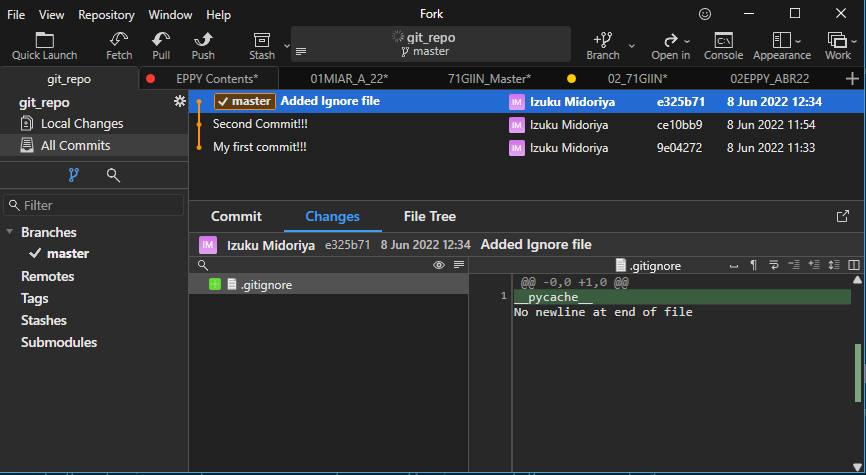 File View Repository Window Help Fork
Quick Launch Fetch Pull Push Stash git_repo master Branch Open in Console Appearance Work
git_repo EPPY Contents* 01MIAR_A_22* 71GIIN_Master* 02_71GIIN* 02EPPY_ABR22
git_repo
Local Changes
All Commits
Filter
Branches
master
Remotes
Tags
Stashes
Submodules
master Added Ignore file IM Izuku Midoriya e325b71 8 Jun 2022 12:34
Second Commit!!! IM Izuku Midoriya ce10bb9 8 Jun 2022 11:54
My first commit!!! IM Izuku Midoriya 9e04272 8 Jun 2022 11:33
Commit Changes File Tree
IM Izuku Midoriya e325b71 8 Jun 2022 12:34 Added Ignore file
.gitignore
.gitignore
@@ -0,0 +1,0 @@
1 __pycache__
No newline at end of file